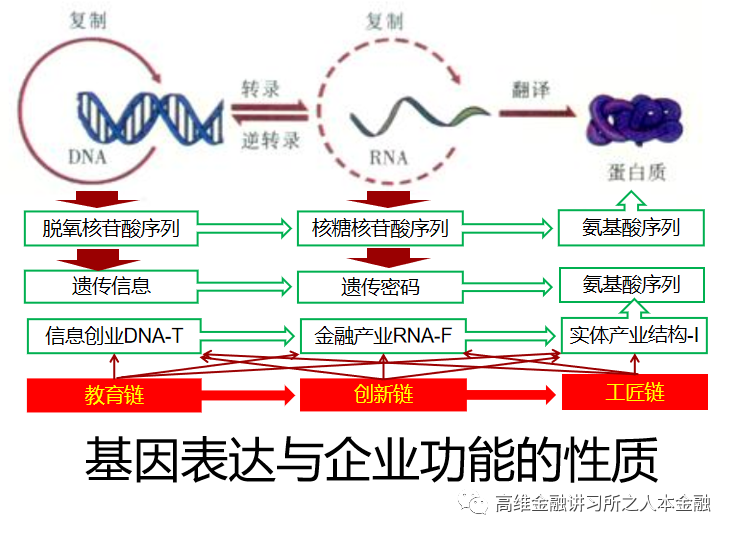 复制
复制
转录
逆转录
翻译
DNA
RNA
蛋白质
脱氧核苷酸序列
核糖核苷酸序列
氨基酸序列
遗传信息
遗传密码
氨基酸序列
信息创业DNA-T
金融产业RNA-F
实体产业结构-I
教育链
创新链
工匠链
基因表达与企业功能的性质
高维金融讲习所之人本金融